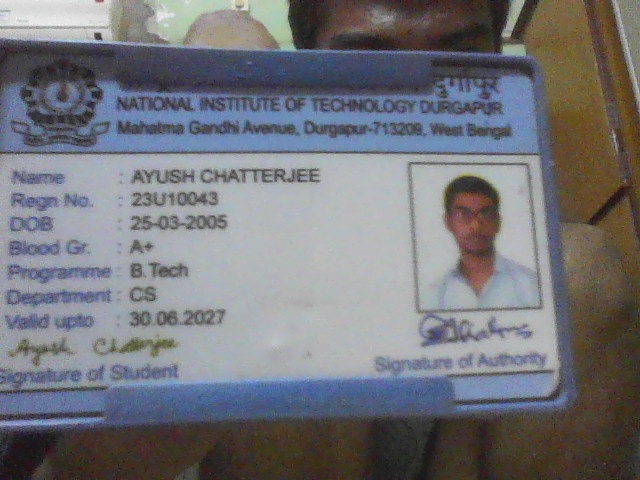 दुर्गापुर
NATIONAL INSTITUTE OF TECHNOLOGY DURGAPUR
Mahatma Gandhi Avenue, Durgapur-713209, West Bengal
Name : AYUSH CHATTERJEE
Regn No. : 23U10043
DOB : 25-03-2005
Blood Gr. : A+
Programme : B.Tech
Department : CS
Valid upto : 30.06.2027
Ayush Chatterjee
Signature of Student
Signature of Authority